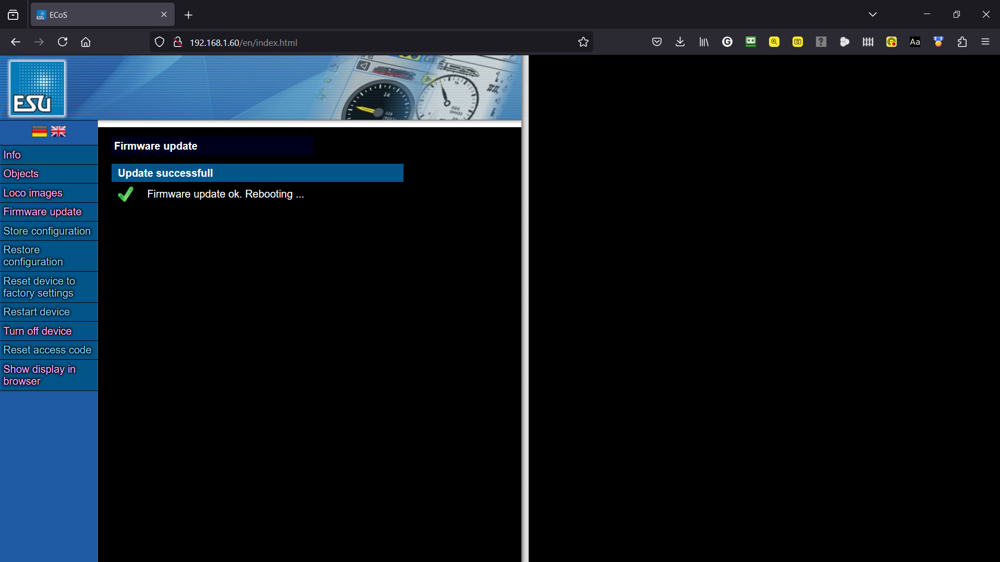 ECoS
192.168.1.60/en/index.html
Aa
ESU
14
14
Firmware update
Update successfull
Firmware update ok. Rebooting ...
Info
Objects
Loco images
Firmware update
Store configuration
Restore
configuration
Reset device to
factory settings
Restart device
Turn off device
Reset access code
Show display in
browser